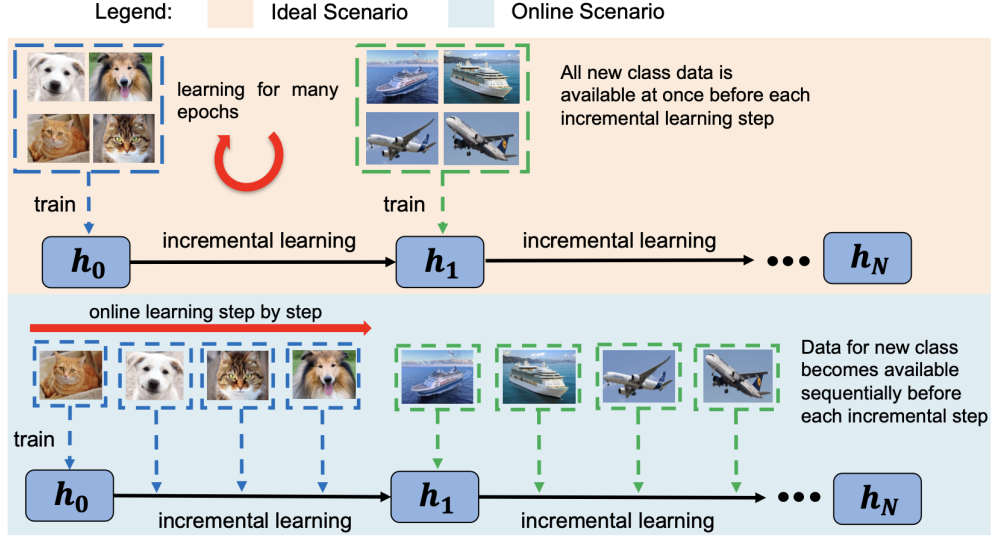 Legend: Ideal Scenario Online Scenario
learning for many
epochs
All new class data is
available at once before each
incremental learning step
train
train
h0
incremental learning
h1
incremental learning
hN
online learning step by step
Data for new class
becomes available
sequentially before
each incremental step
train
h0
incremental learning
h1
incremental learning
hN